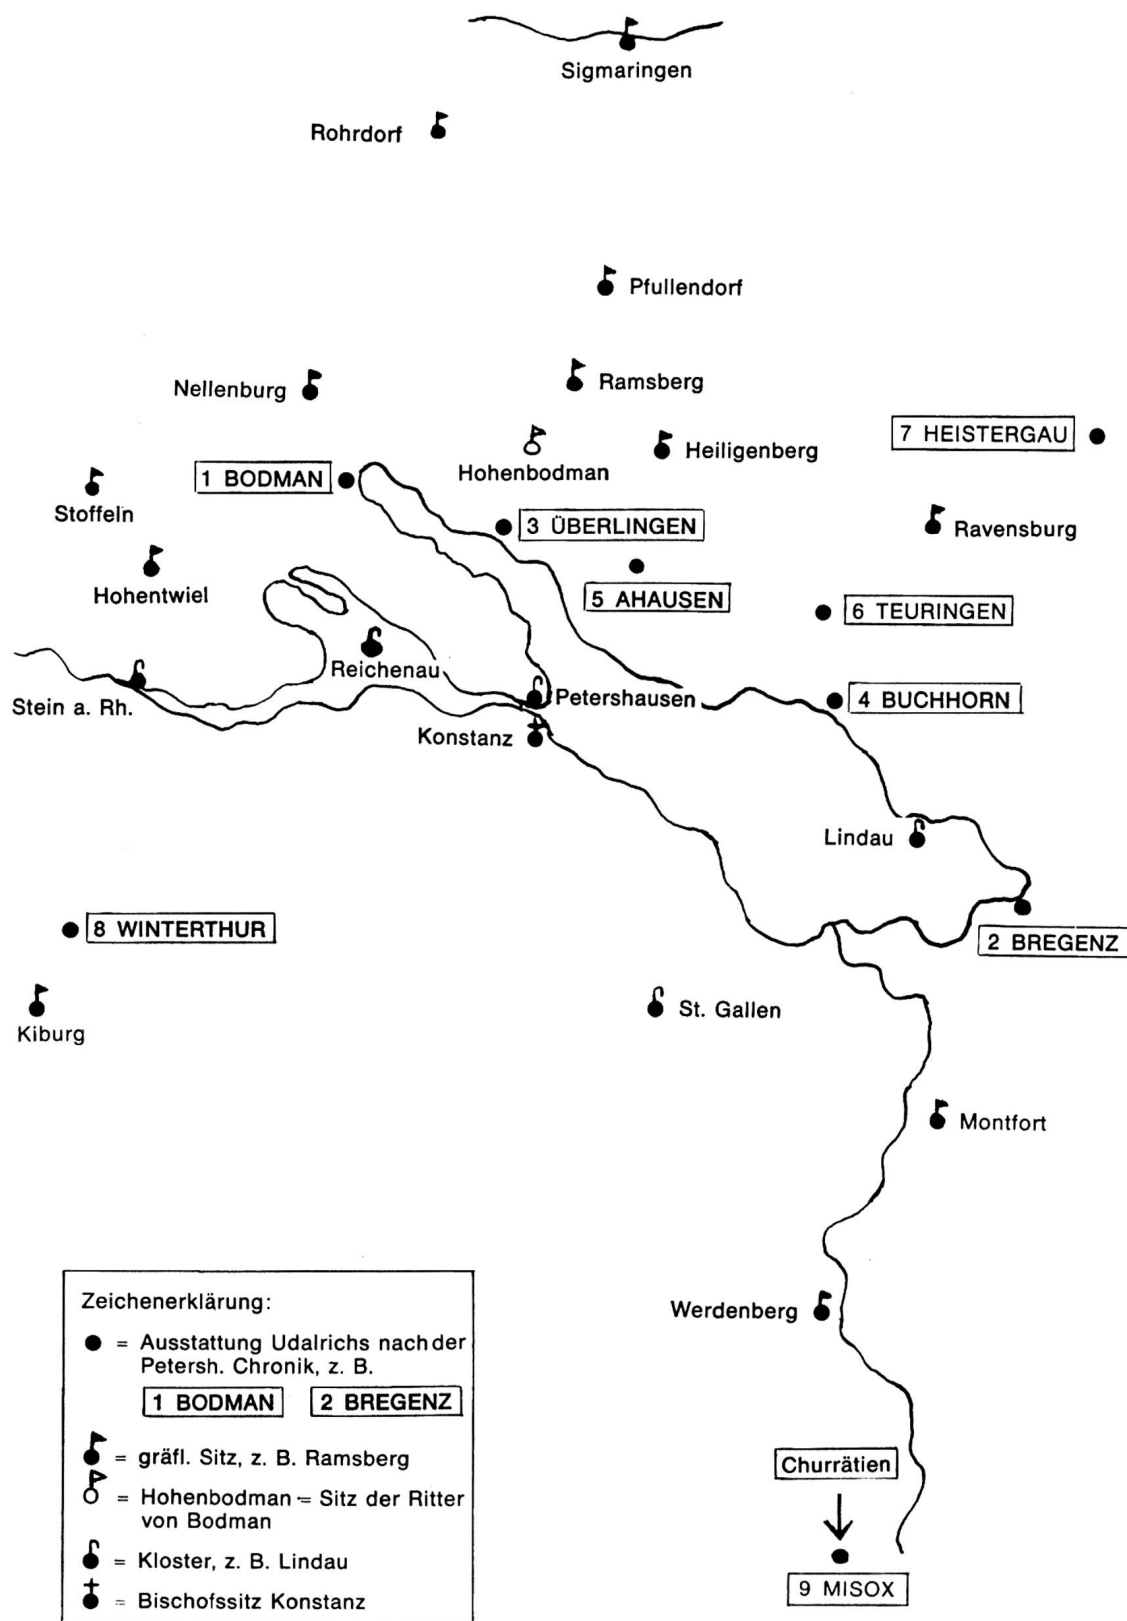 Sigmaringen
Rohrdorf
Pfullendorf
Nellenburg
Ramsberg
7 HEISTERGAU
Hohenbodman
Heiligenberg
1 BODMAN
Stoffeln
3 ÜBERLINGEN
Ravensburg
Hohentwiel
5 AHAUSEN
6 TEURINGEN
Reichenau
Stein a. Rh.
Petershausen
4 BUCHHORN
Konstanz
Lindau
8 WINTERTHUR
2 BREGENZ
Kiburg
St. Gallen
Montfort
Werdenberg
Churrätien
9 MISOX
Zeichenerklärung:
= Ausstattung Udalrichs nach der
Petersh. Chronik, z. B.
1 BODMAN 2 BREGENZ
= gräfl. Sitz, z. B. Ramsberg
= Hohenbodman = Sitz der Ritter
von Bodman
= Kloster, z. B. Lindau
= Bischofssitz Konstanz